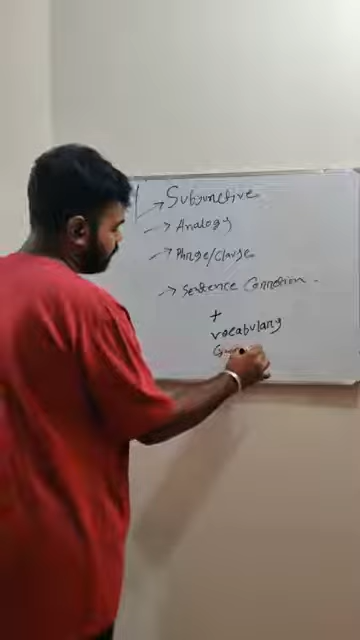 → Subjunctive
→ Analogy
→ Phrase/Clause
→ Sentence Correction.
+
vocabulary